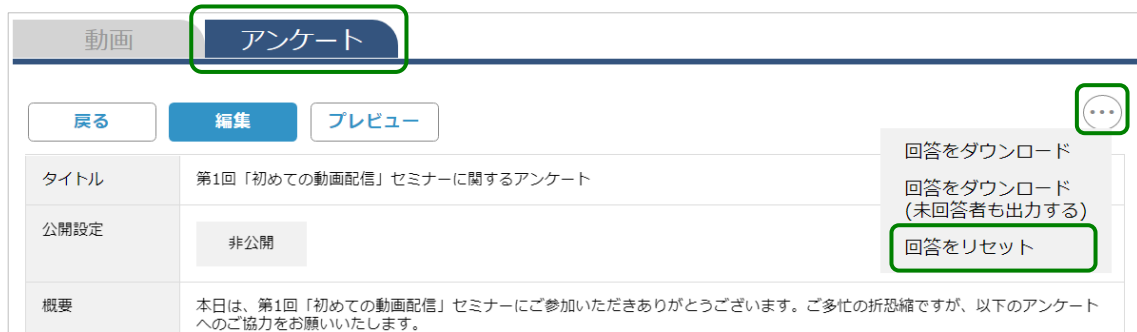 動画
アンケート
戻る
編集
プレビュー
回答をダウンロード
回答をダウンロード
(未回答者も出力する)
回答をリセット
タイトル
第1回「初めての動画配信」セミナーに関するアンケート
公開設定
非公開
概要
本日は、第1回「初めての動画配信」セミナーにご参加いただきありがとうございます。ご多忙の折恐縮ですが、以下のアンケート
へのご協力をお願いいたします。